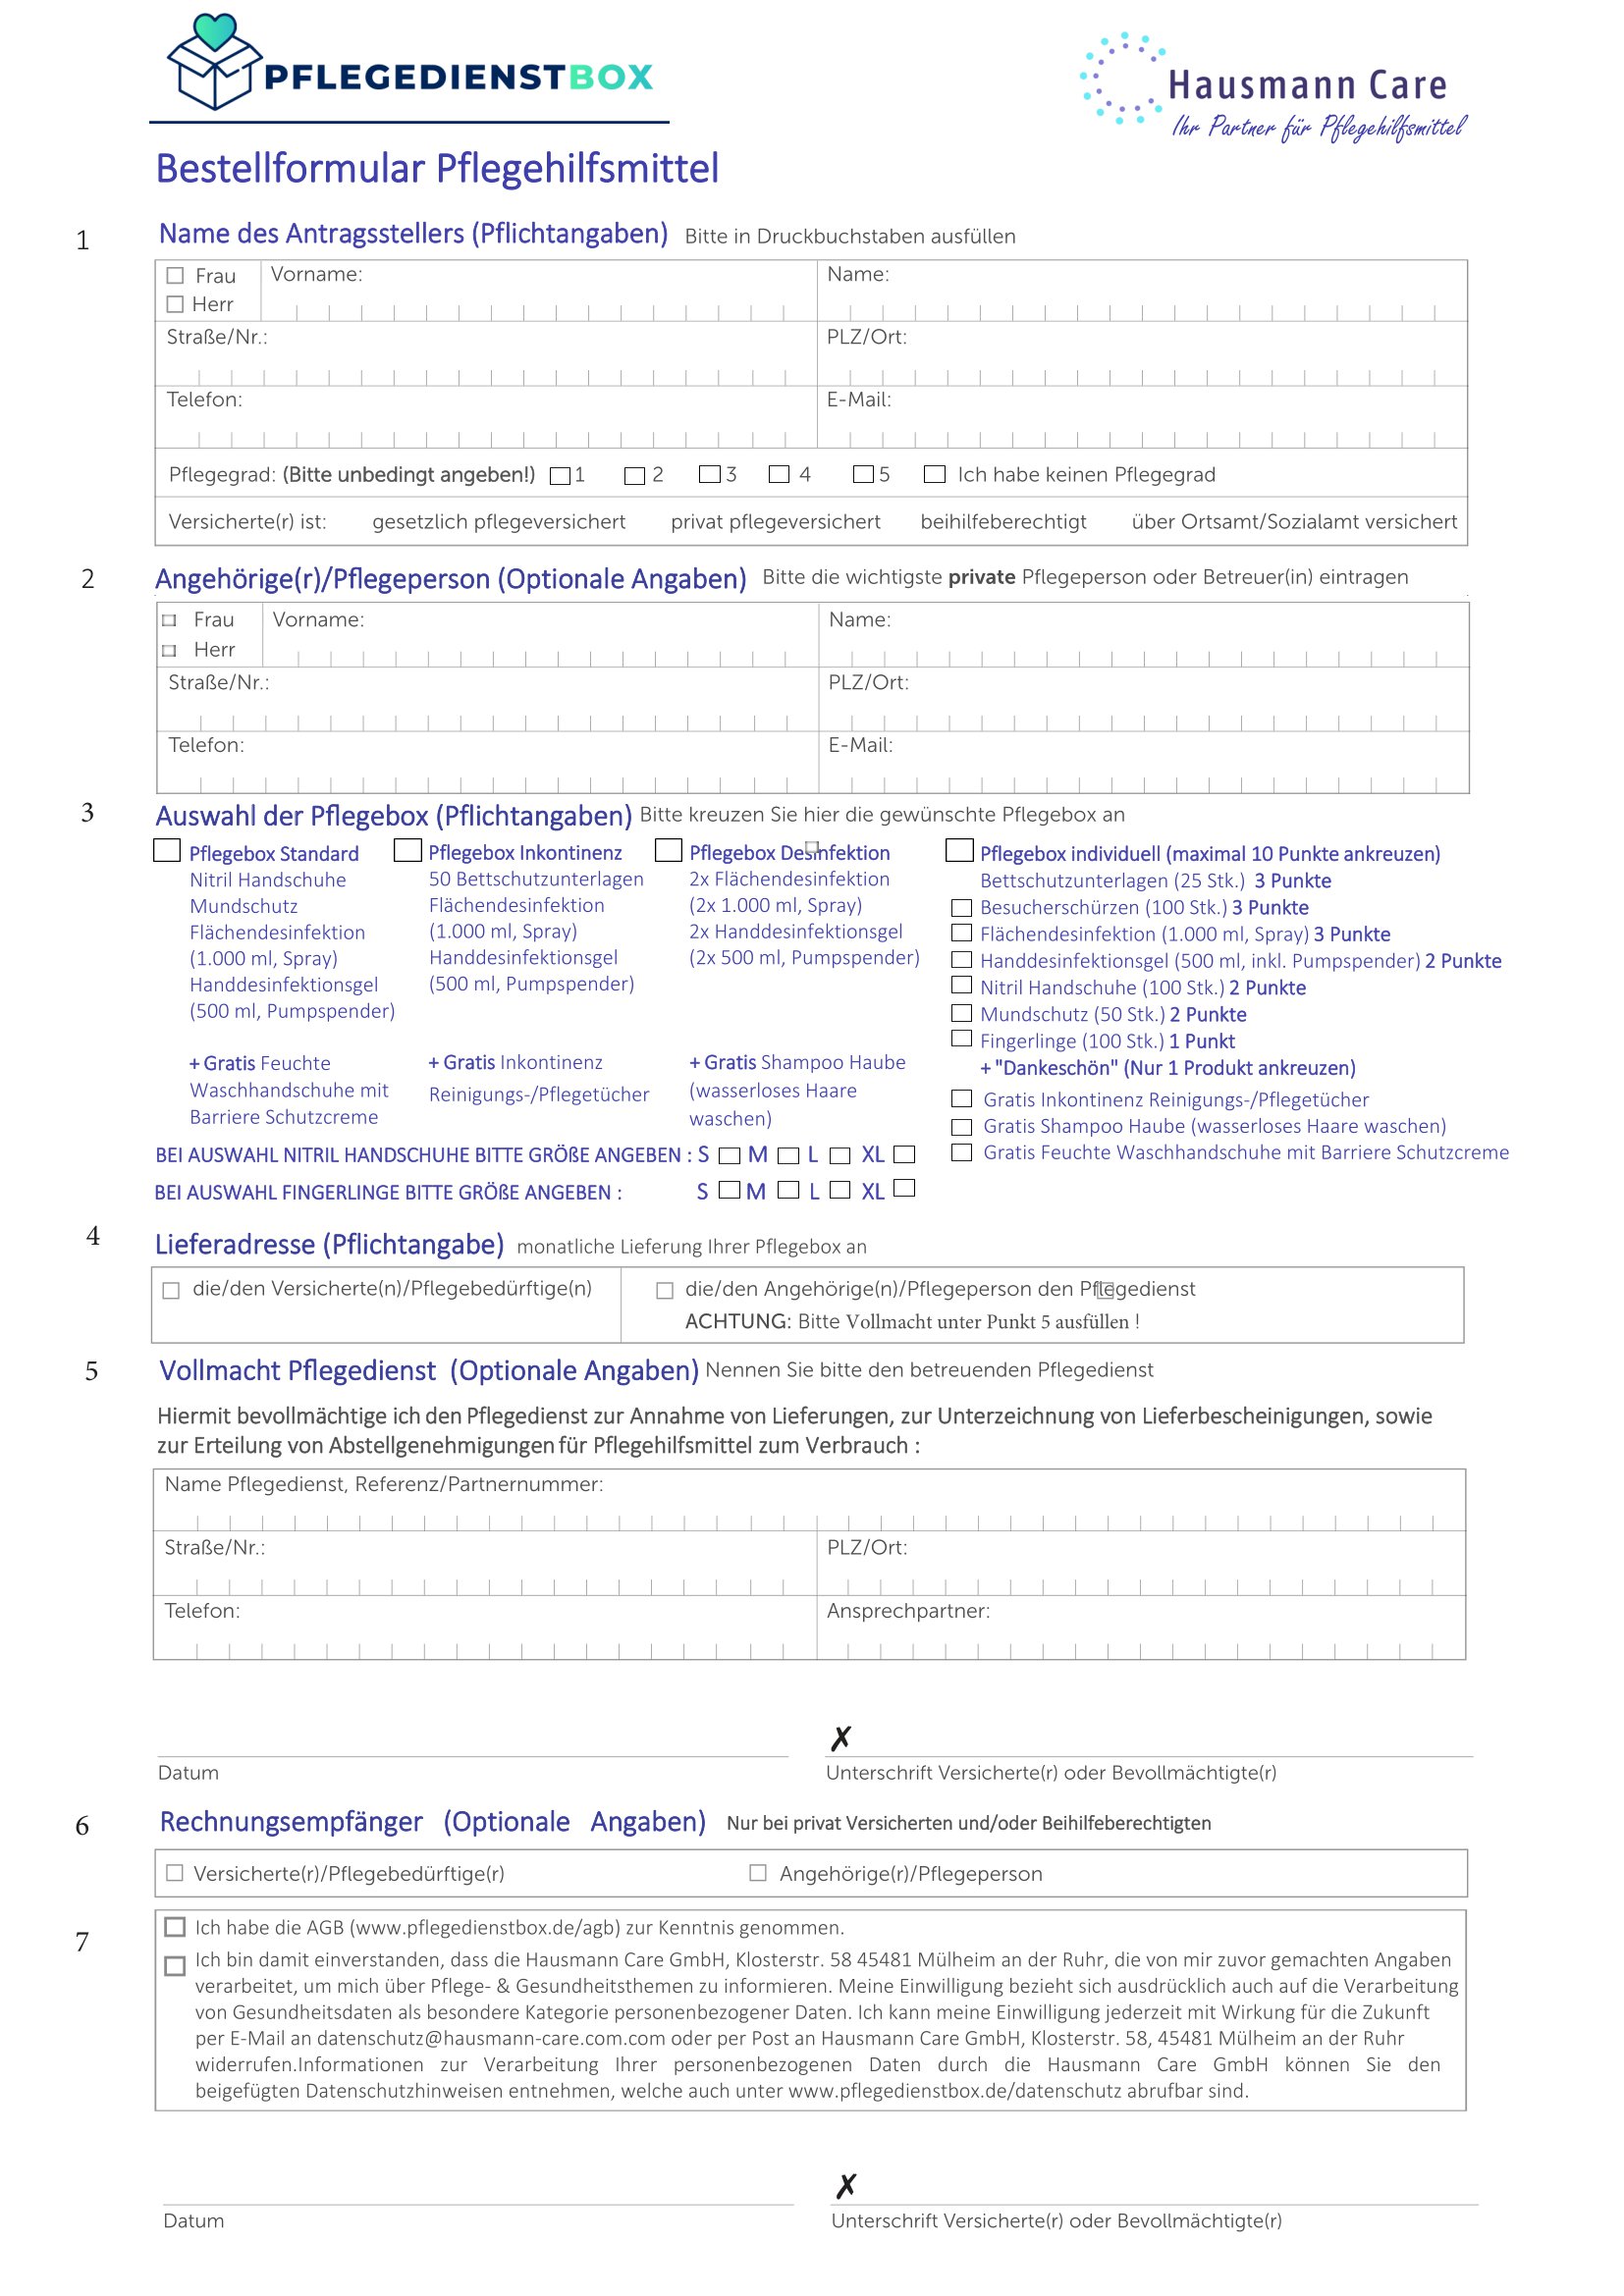 PFLEGEDIENSTBOX
Hausmann Care
Ihr Partner für Pflegehilfsmittel
Bestellformular Pflegehilfsmittel
1 Name des Antragsstellers (Pflichtangaben) Bitte in Druckbuchstaben ausfüllen
Frau Vorname: Name:
Herr
Straße/Nr.: PLZ/Ort:
Telefon: E-Mail:
Pflegegrad: (Bitte unbedingt angeben!) 1 2 3 4 5 Ich habe keinen Pflegegrad
Versicherte(r) ist: gesetzlich pflegeversichert privat pflegeversichert beihilfeberechtigt über Ortsamt/Sozialamt versichert
2 Angehörige(r)/Pflegeperson (Optionale Angaben) Bitte die wichtigste private Pflegeperson oder Betreuer(in) eintragen
Frau Vorname: Name:
Herr
Straße/Nr.: PLZ/Ort:
Telefon: E-Mail:
3 Auswahl der Pflegebox (Pflichtangaben) Bitte kreuzen Sie hier die gewünschte Pflegebox an
Pflegebox Standard
Nitril Handschuhe
Mundschutz
Flächendesinfektion
(1.000 ml, Spray)
Handdesinfektionsgel
(500 ml, Pumpspender)
+ Gratis Feuchte
Waschhandschuhe mit
Barriere Schutzcreme
Pflegebox Inkontinenz
50 Bettschutzunterlagen
Flächendesinfektion
(1.000 ml, Spray)
Handdesinfektionsgel
(500 ml, Pumpspender)
+ Gratis Inkontinenz
Reinigungs-/Pflegetücher
Pflegebox Desinfektion
2x Flächendesinfektion
(2x 1.000 ml, Spray)
2x Handdesinfektionsgel
(2x 500 ml, Pumpspender)
+ Gratis Shampoo Haube
(wasserloses Haare
waschen)
Pflegebox individuell (maximal 10 Punkte ankreuzen)
Bettschutzunterlagen (25 Stk.) 3 Punkte
Besucherschürzen (100 Stk.) 3 Punkte
Flächendesinfektion (1.000 ml, Spray) 3 Punkte
Handdesinfektionsgel (500 ml, inkl. Pumpspender) 2 Punkte
Nitril Handschuhe (100 Stk.) 2 Punkte
Mundschutz (50 Stk.) 2 Punkte
Fingerlinge (100 Stk.) 1 Punkt
+ "Dankeschön" (Nur 1 Produkt ankreuzen)
Gratis Inkontinenz Reinigungs-/Pflegetücher
Gratis Shampoo Haube (wasserloses Haare waschen)
Gratis Feuchte Waschhandschuhe mit Barriere Schutzcreme
BEI AUSWAHL NITRIL HANDSCHUHE BITTE GRÖßE ANGEBEN : S M L XL
BEI AUSWAHL FINGERLINGE BITTE GRÖßE ANGEBEN : S M L XL
4 Lieferadresse (Pflichtangabe) monatliche Lieferung Ihrer Pflegebox an
die/den Versicherte(n)/Pflegebedürftige(n) die/den Angehörige(n)/Pflegeperson den Pflegedienst
ACHTUNG: Bitte Vollmacht unter Punkt 5 ausfüllen !
5 Vollmacht Pflegedienst (Optionale Angaben) Nennen Sie bitte den betreuenden Pflegedienst
Hiermit bevollmächtige ich den Pflegedienst zur Annahme von Lieferungen, zur Unterzeichnung von Lieferbescheinigungen, sowie
zur Erteilung von Abstellgenehmigungen für Pflegehilfsmittel zum Verbrauch :
Name Pflegedienst, Referenz/Partnernummer:
Straße/Nr.: PLZ/Ort:
Telefon: Ansprechpartner:
✗
Datum Unterschrift Versicherte(r) oder Bevollmächtigte(r)
6 Rechnungsempfänger (Optionale Angaben) Nur bei privat Versicherten und/oder Beihilfeberechtigten
Versicherte(r)/Pflegebedürftige(r) Angehörige(r)/Pflegeperson
7 Ich habe die AGB (www.pflegedienstbox.de/agb) zur Kenntnis genommen.
Ich bin damit einverstanden, dass die Hausmann Care GmbH, Klosterstr. 58 45481 Mülheim an der Ruhr, die von mir zuvor gemachten Angaben
verarbeitet, um mich über Pflege- & Gesundheitsthemen zu informieren. Meine Einwilligung bezieht sich ausdrücklich auch auf die Verarbeitung
von Gesundheitsdaten als besondere Kategorie personenbezogener Daten. Ich kann meine Einwilligung jederzeit mit Wirkung für die Zukunft
per E-Mail an datenschutz@hausmann-care.com.com oder per Post an Hausmann Care GmbH, Klosterstr. 58, 45481 Mülheim an der Ruhr
widerrufen.Informationen zur Verarbeitung Ihrer personenbezogenen Daten durch die Hausmann Care GmbH können Sie den
beigefügten Datenschutzhinweisen entnehmen, welche auch unter www.pflegedienstbox.de/datenschutz abrufbar sind.
✗
Datum Unterschrift Versicherte(r) oder Bevollmächtigte(r)